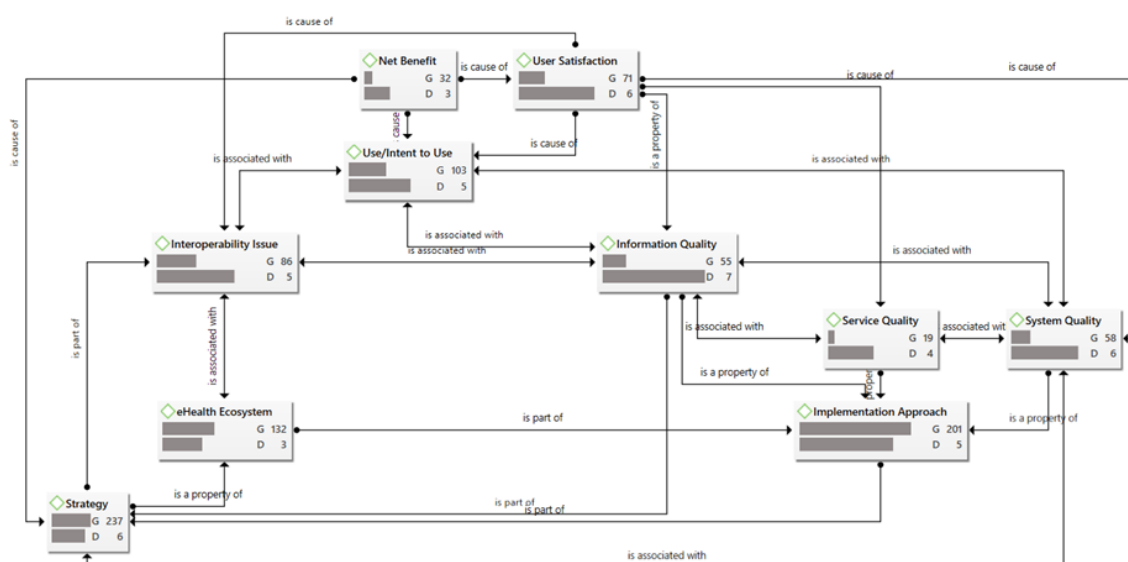 is cause of
Net Benefit
G 32
D 3
is cause of
User Satisfaction
G 71
D 6
is cause of
is cause of
is cause of
cause
is cause of
is a property of
Use/Intent to Use
G 103
D 5
is associated with
is associated with
is associated with
is associated with
Interoperability Issue
G 86
D 5
Information Quality
G 55
D 7
is associated with
is part of
is associated with
is associated with
Service Quality
G 19
D 4
associated wit
System Quality
G 58
D 6
is a property of
proper
eHealth Ecosystem
G 132
D 3
is part of
Implementation Approach
G 201
D 5
is a property of
is a property of
Strategy
G 237
D 6
is part of
is part of
is associated with